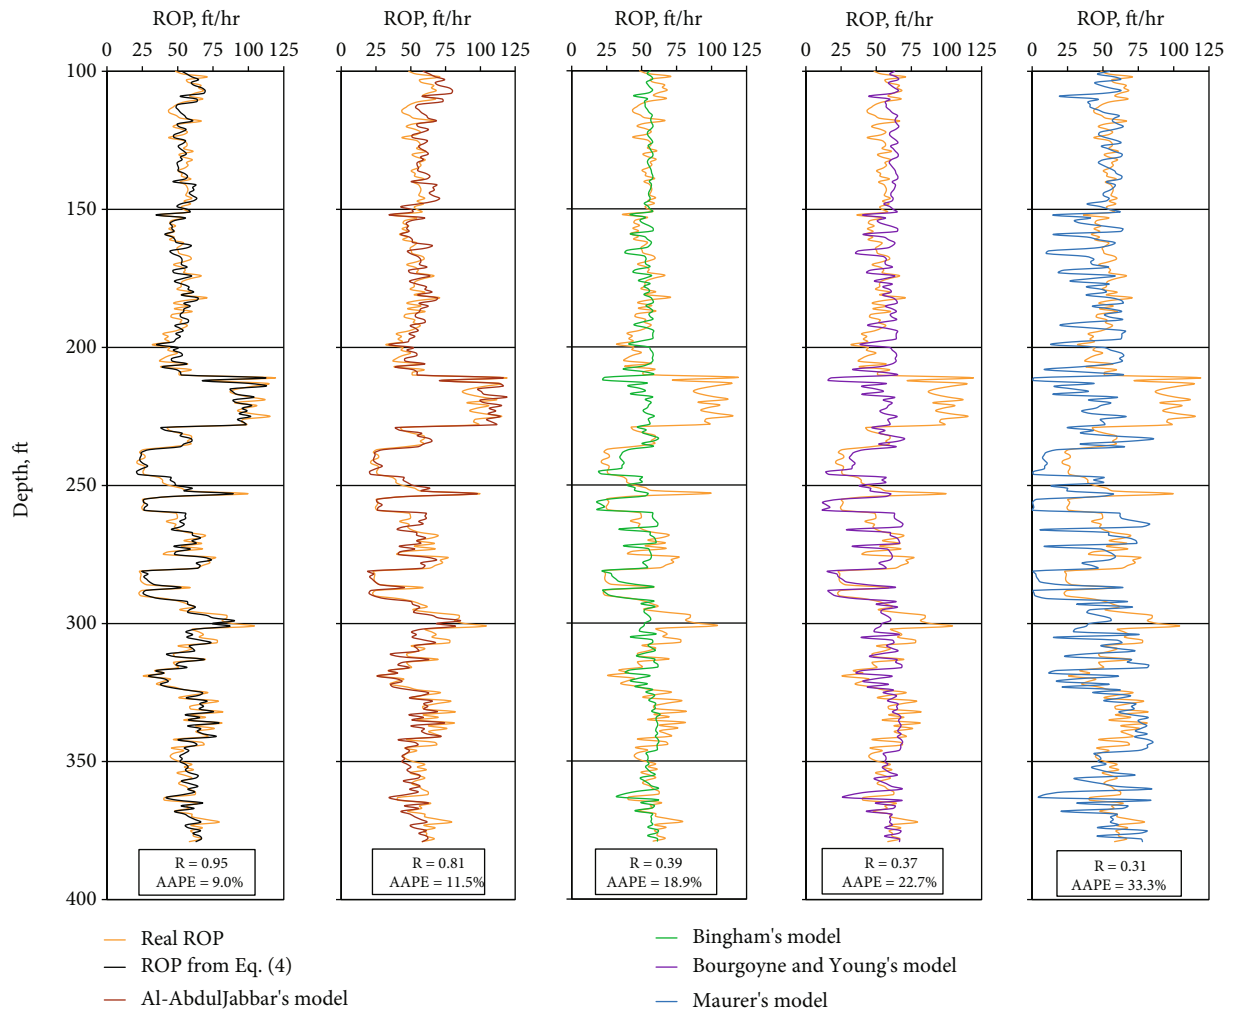 ROP, ft/hr ROP, ft/hr ROP, ft/hr ROP, ft/hr ROP, ft/hr
0 25 50 75 100 125 0 25 50 75 100 125 0 25 50 75 100 125 0 25 50 75 100 125 0 25 50 75 100 125
100
150
200
250
300
350
400
Depth, ft
R = 0.95
AAPE = 9.0%
R = 0.81
AAPE = 11.5%
R = 0.39
AAPE = 18.9%
R = 0.37
AAPE = 22.7%
R = 0.31
AAPE = 33.3%
Real ROP
ROP from Eq. (4)
Al-AbdulJabbar's model
Bingham's model
Bourgoyne and Young's model
Maurer's model